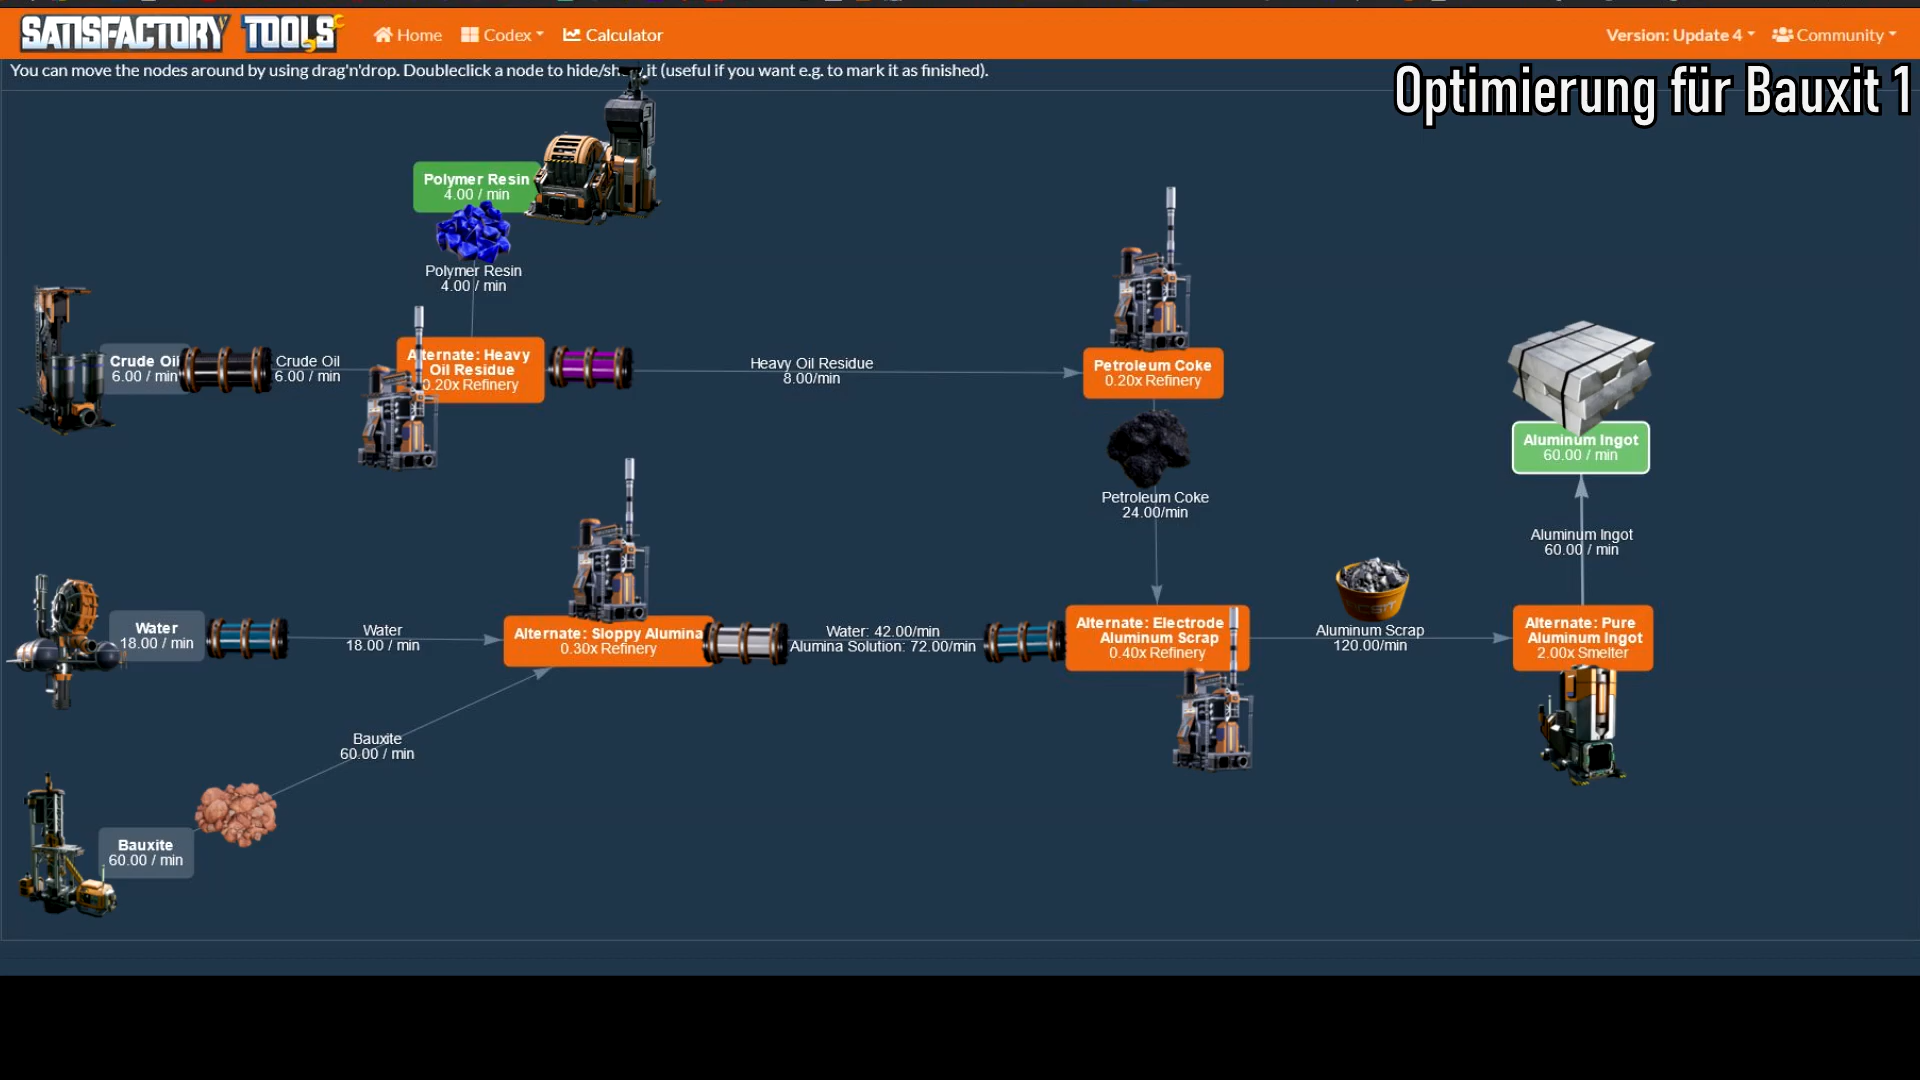 SATISFACTORY TOOLS
Home
Codex
Calculator
Version: Update 4
Community
You can move the nodes around by using drag'n'drop. Doubleclick a node to hide/sh it (useful if you want e.g. to mark it as finished).
Optimierung für Bauxit 1
Polymer Resin
4.00 / min
Polymer Resin
4.00 / min
Crude Oil
6.00 / min
Crude Oil
6.00 / min
Alternate: Heavy
Oil Residue
0.20x Refinery
Heavy Oil Residue
8.00/min
Petroleum Coke
0.20x Refinery
Petroleum Coke
24.00/min
Aluminum Ingot
60.00 / min
Aluminum Ingot
60.00 / min
Water
18.00 / min
Water
18.00 / min
Alternate: Sloppy Alumina
0.30x Refinery
Water: 42.00/min
Alumina Solution: 72.00/min
Alternate: Electrode
Aluminum Scrap
0.40x Refinery
Aluminum Scrap
120.00/min
Alternate: Pure
Aluminum Ingot
2.00x Smelter
Bauxite
60.00 / min
Bauxite
60.00 / min